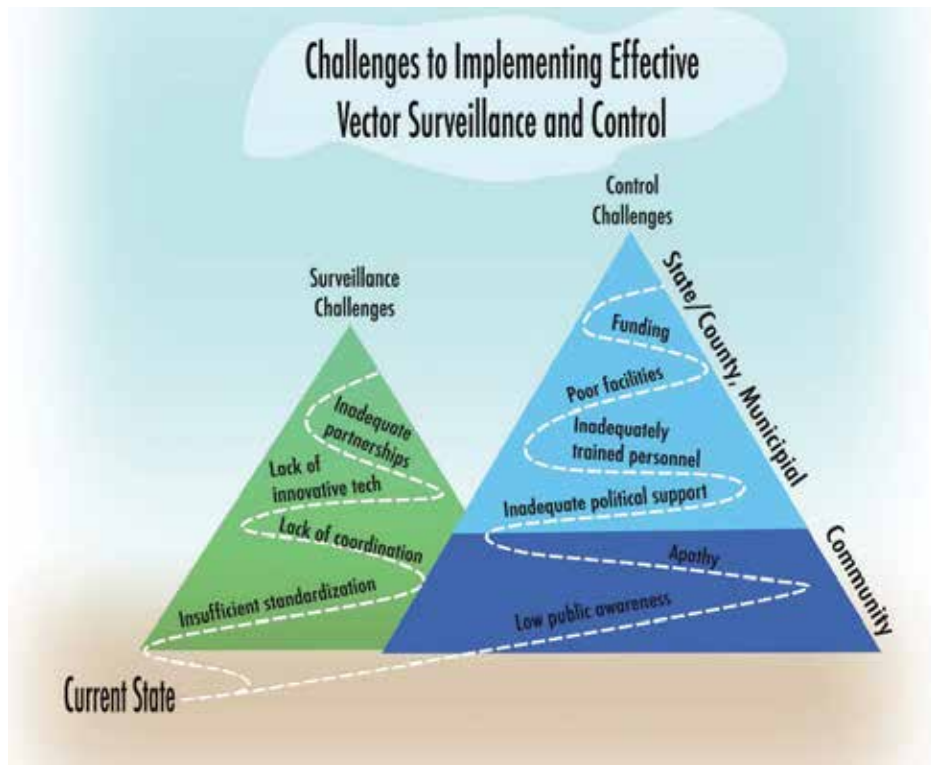 Challenges to Implementing Effective
Vector Surveillance and Control
Control
Challenges
Surveillance
Challenges
State/County, Municipial
Funding
Poor facilities
Inadequately
trained personnel
Inadequate political support
Inadequate
partnerships
Lack of
innovative tech
Lack of coordination
Insufficient standardization
Apathy
Low public awareness
Community
Current State